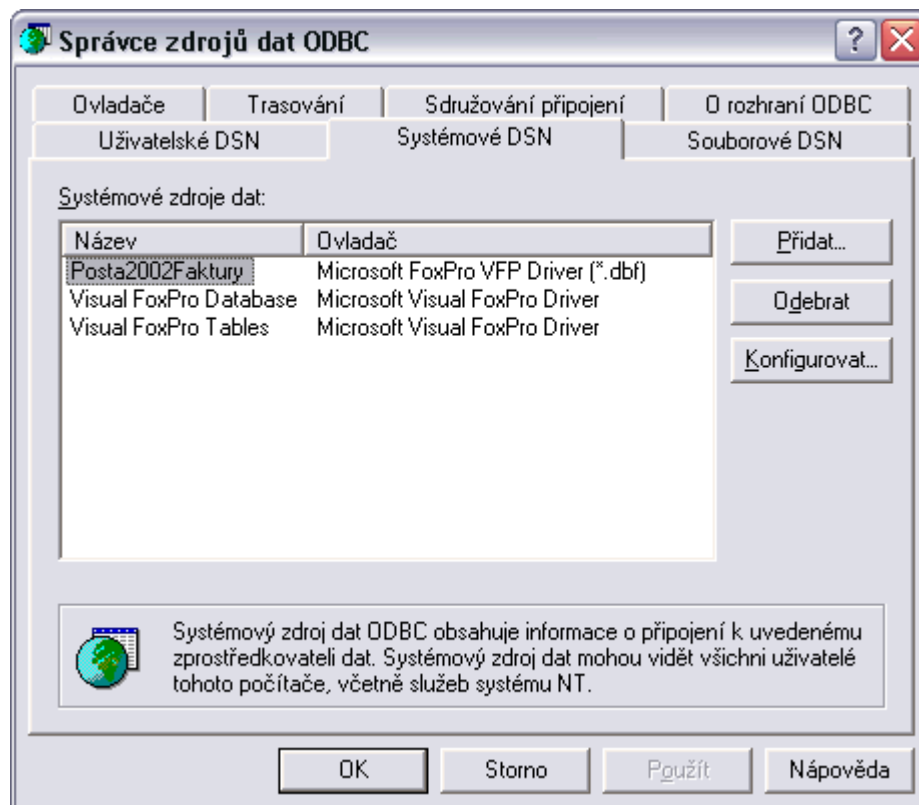 Správce zdrojů dat ODBC
Ovladače Trasování Sdružování připojení O rozhraní ODBC
Uživatelské DSN Systémové DSN Souborové DSN
Systémové zdroje dat:
Název Ovladač
Posta2002Faktury Microsoft FoxPro VFP Driver (*.dbf)
Visual FoxPro Database Microsoft Visual FoxPro Driver
Visual FoxPro Tables Microsoft Visual FoxPro Driver
Přidat...
Odebrat
Konfigurovat...
Systémový zdroj dat ODBC obsahuje informace o připojení k uvedenému
zprostředkovateli dat. Systémový zdroj dat mohou vidět všichni uživatelé
tohoto počítače, včetně služeb systému NT.
OK Storno Použít Nápověda